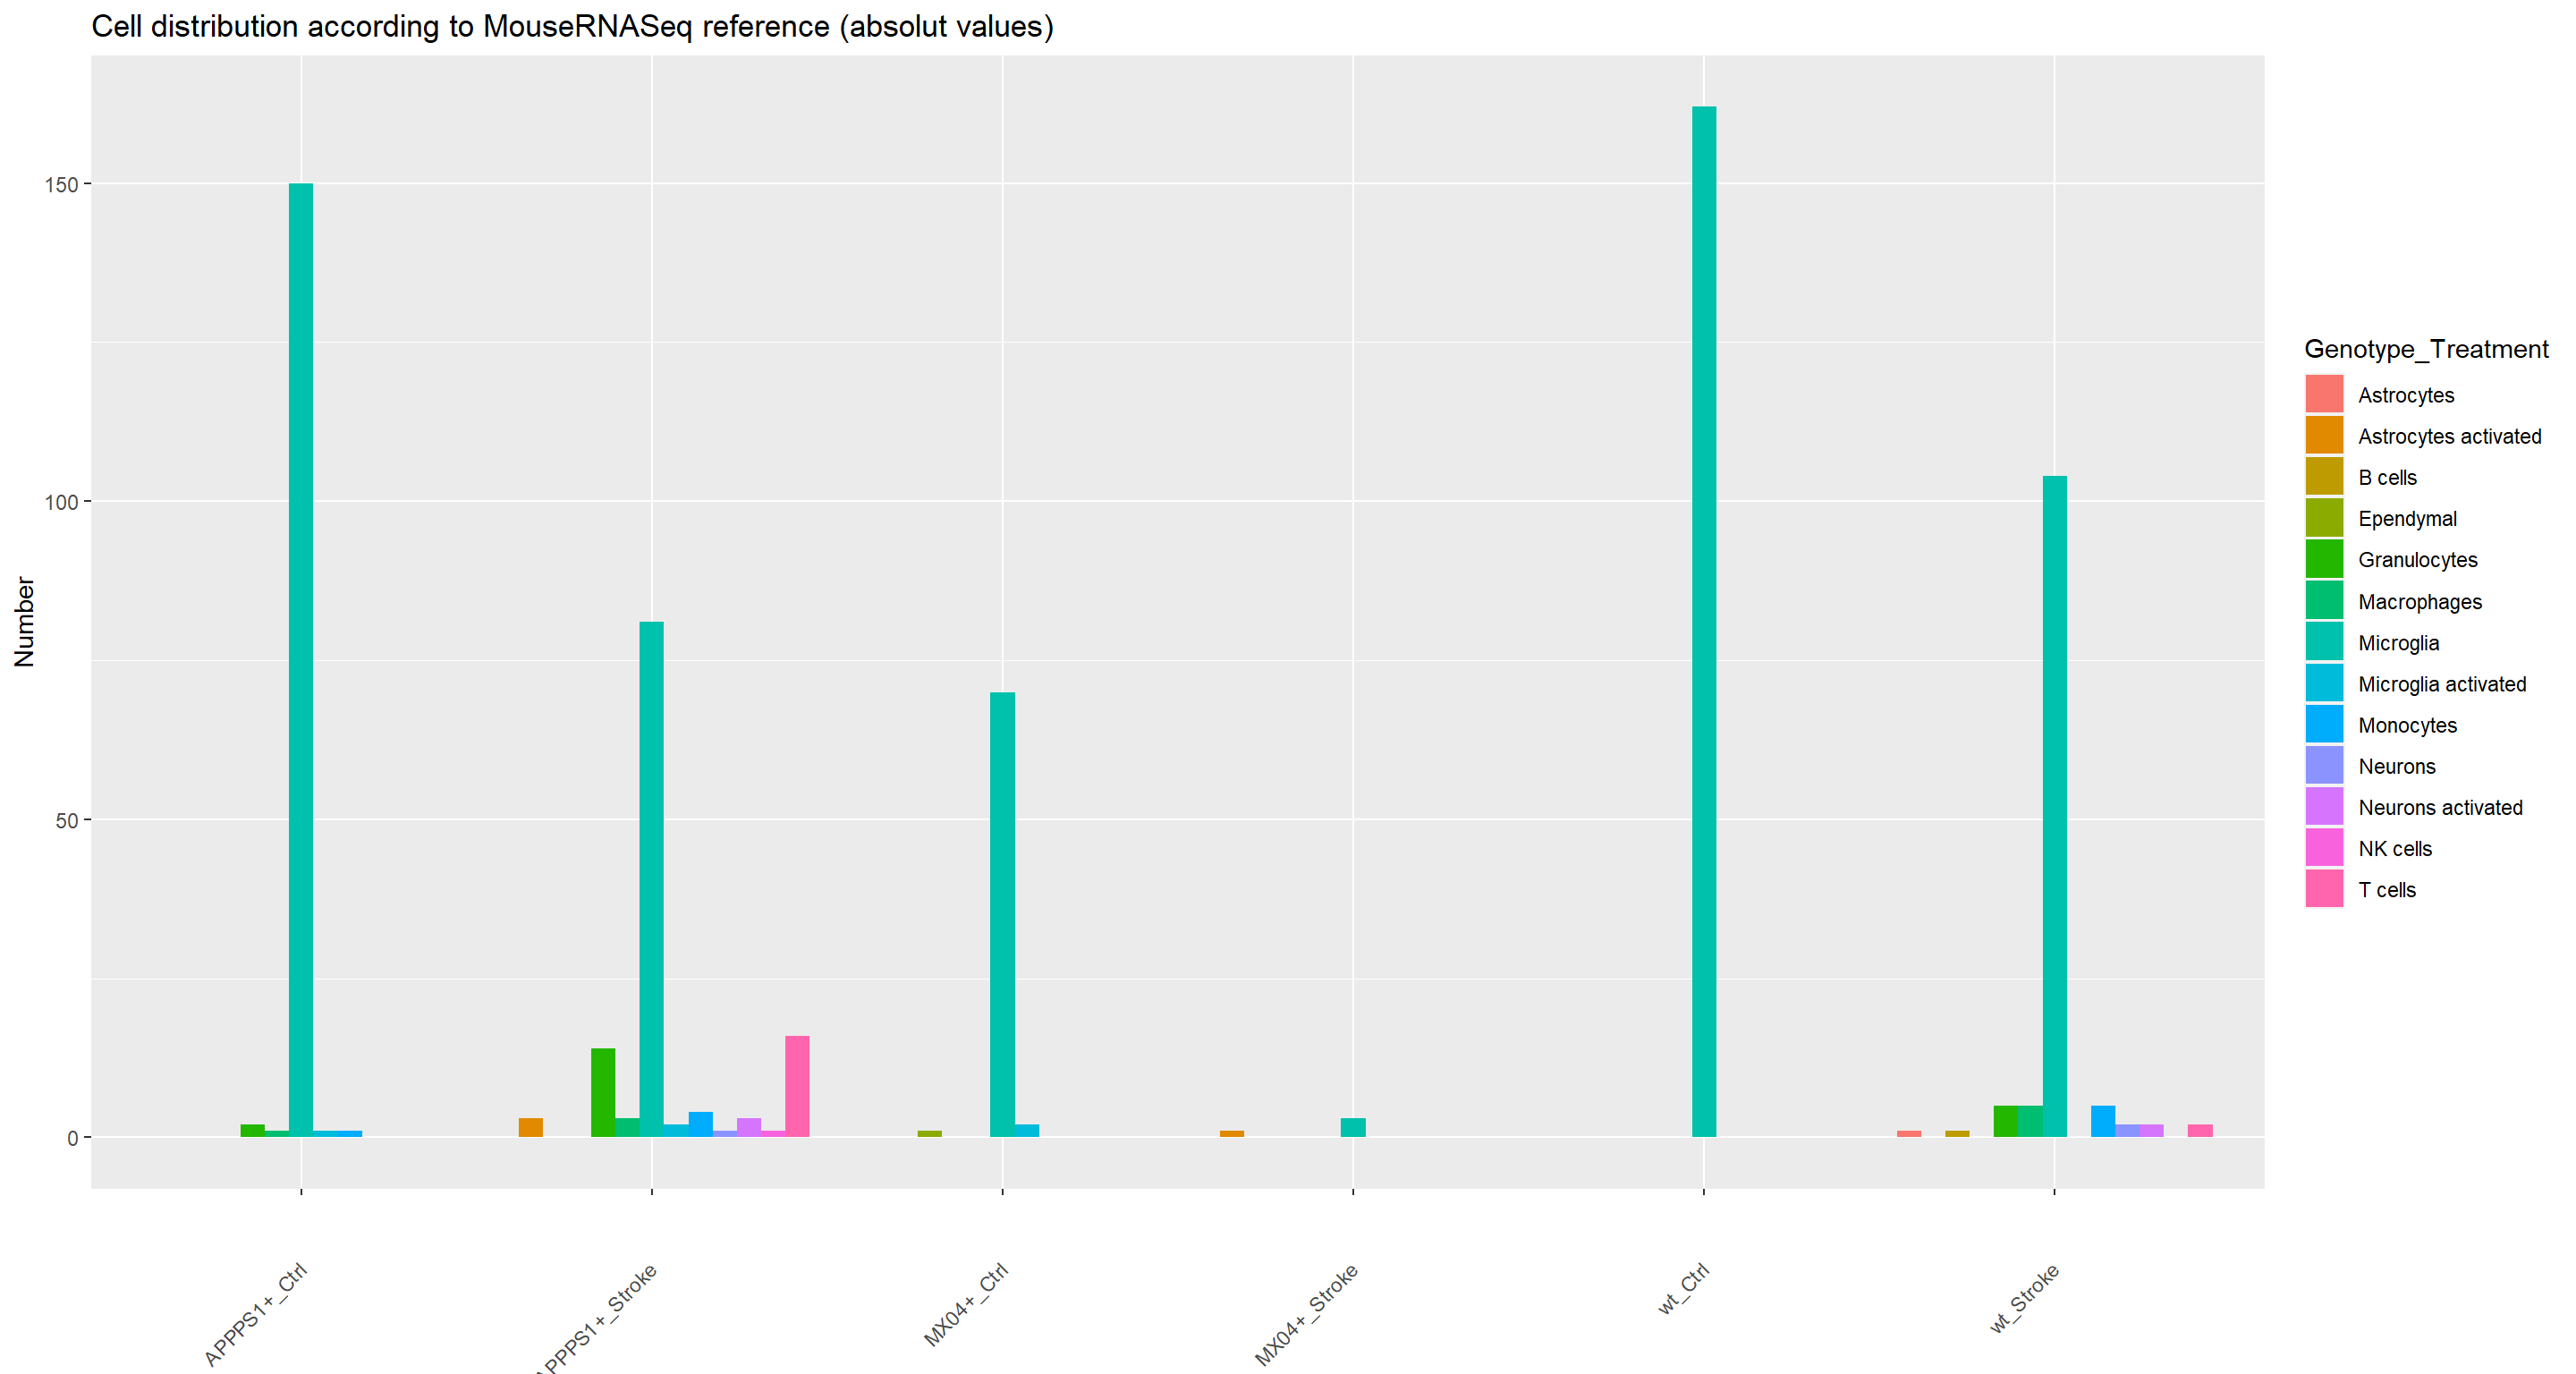 Cell distribution according to MouseRNASeq reference (absolut values)
Number
150
100
50
0
APPPS1+_Ctrl
APPPS1+_Stroke
MX04+_Ctrl
MX04+_Stroke
wt_Ctrl
wt_Stroke
Genotype_Treatment
Astrocytes
Astrocytes activated
B cells
Ependymal
Granulocytes
Macrophages
Microglia
Microglia activated
Monocytes
Neurons
Neurons activated
NK cells
T cells